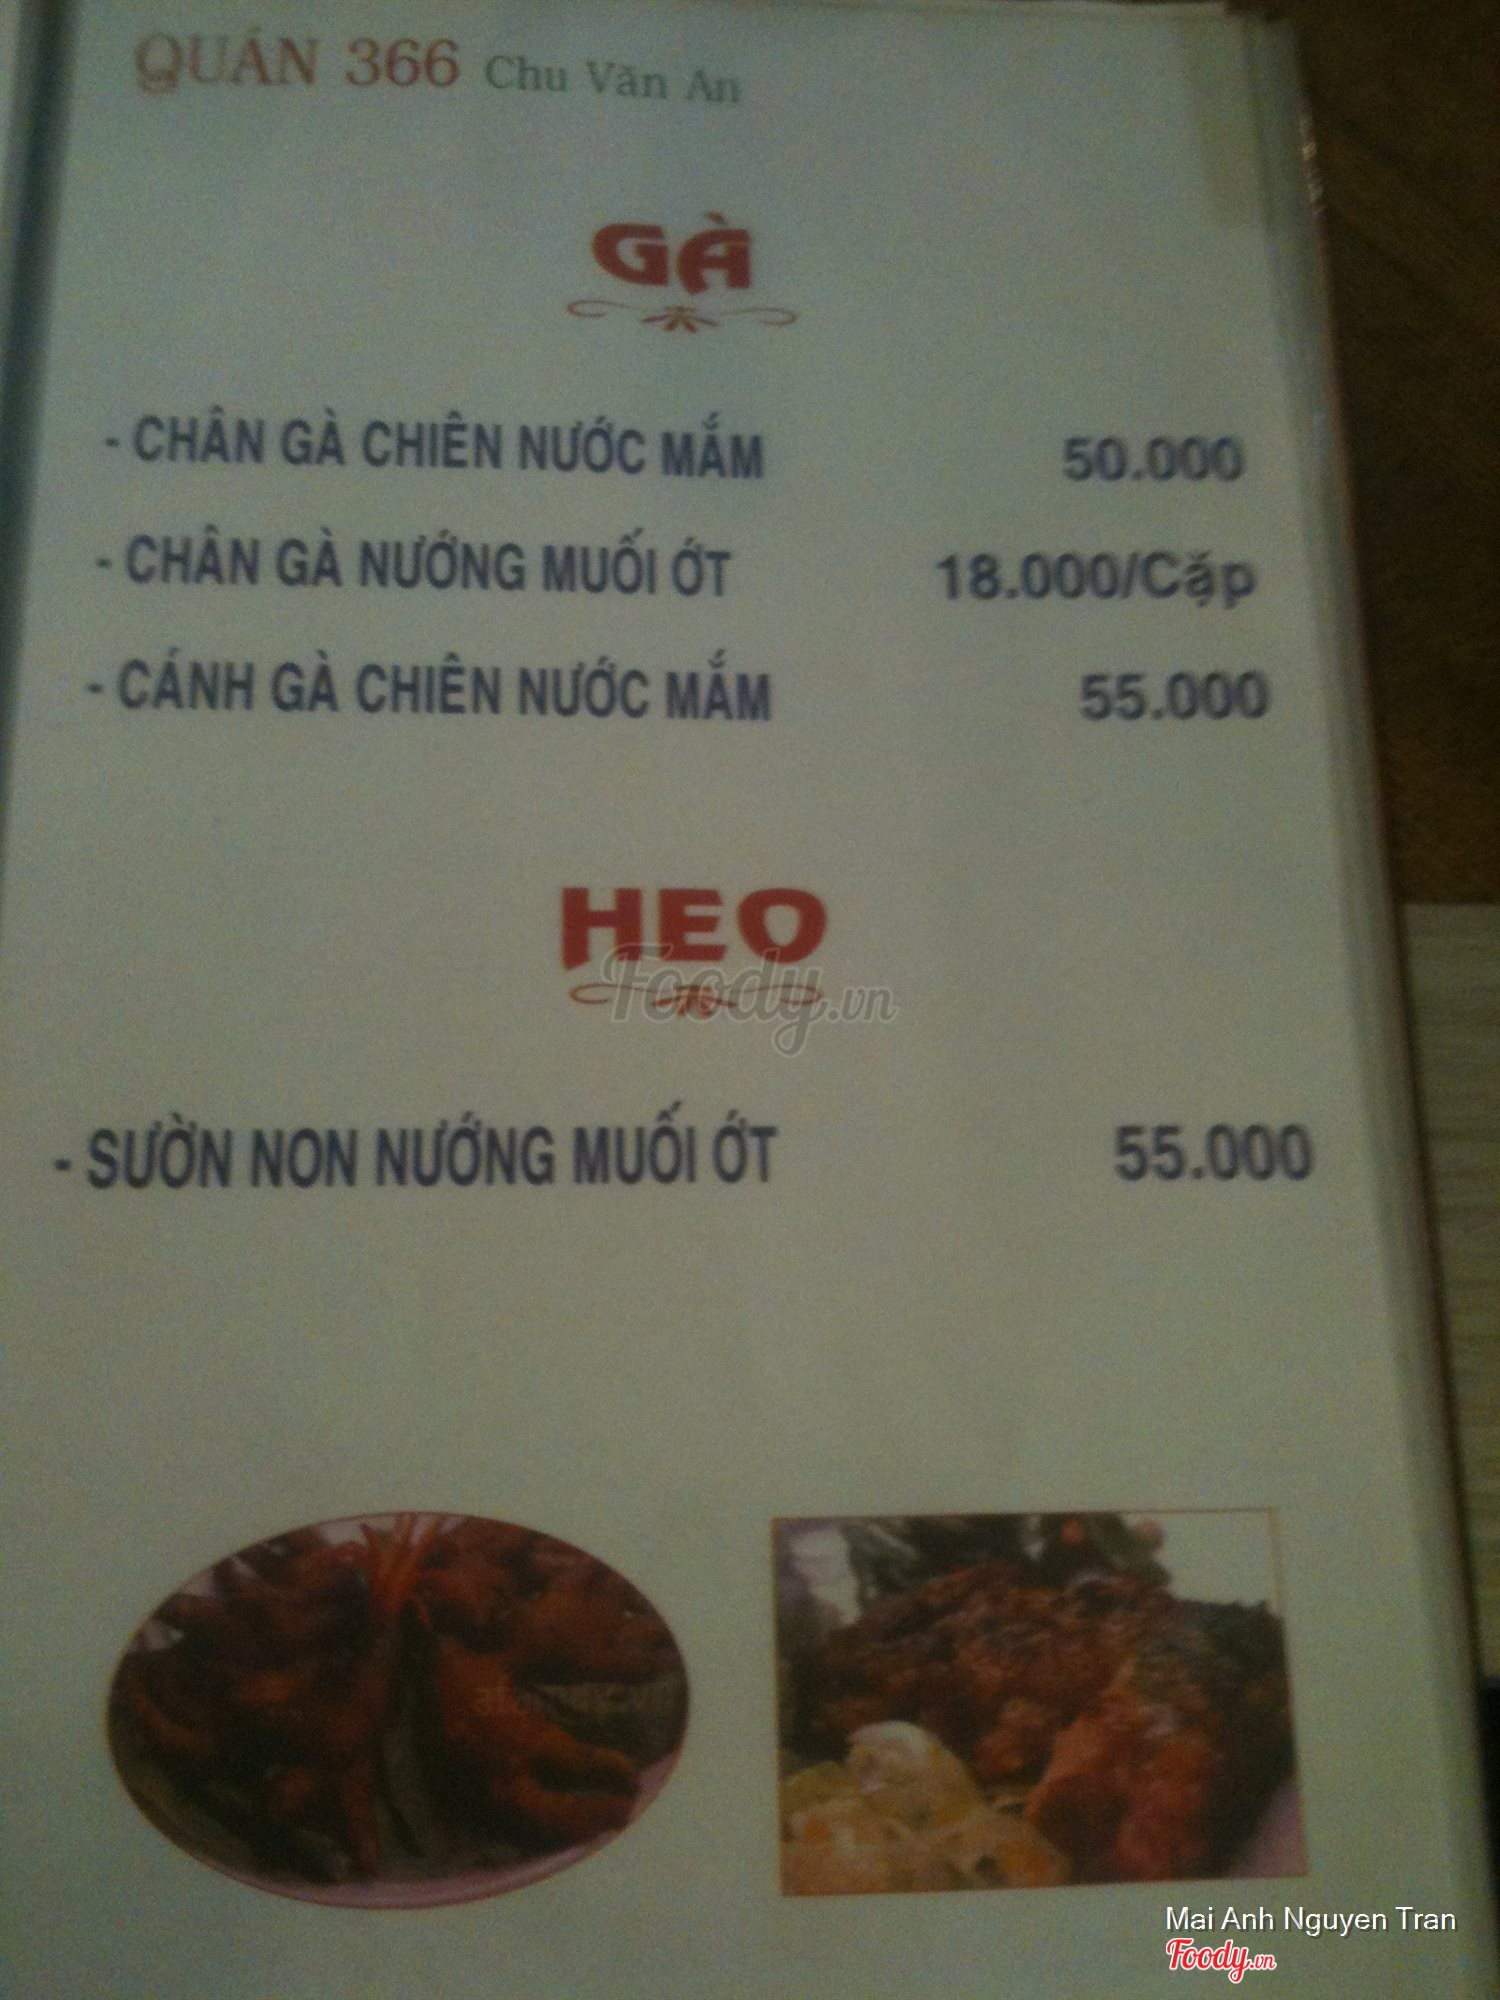 QUÁN 366 Chu Văn An
GÀ
- CHÂN GÀ CHIÊN NƯỚC MẮM 50.000
- CHÂN GÀ NƯỚNG MUỐI ỚT 18.000/Cặp
- CÁNH GÀ CHIÊN NƯỚC MẮM 55.000
HEO
Foody.vn
- SƯỜN NON NƯỚNG MUỐI ỚT 55.000
Mai Anh Nguyen Tran
Foody.vn